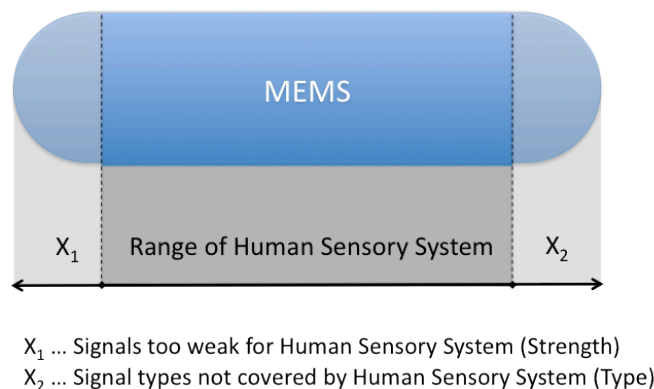 MEMS
X₁ Range of Human Sensory System X₂
X₁ ... Signals too weak for Human Sensory System (Strength)
X₂ ... Signal types not covered by Human Sensory System (Type)